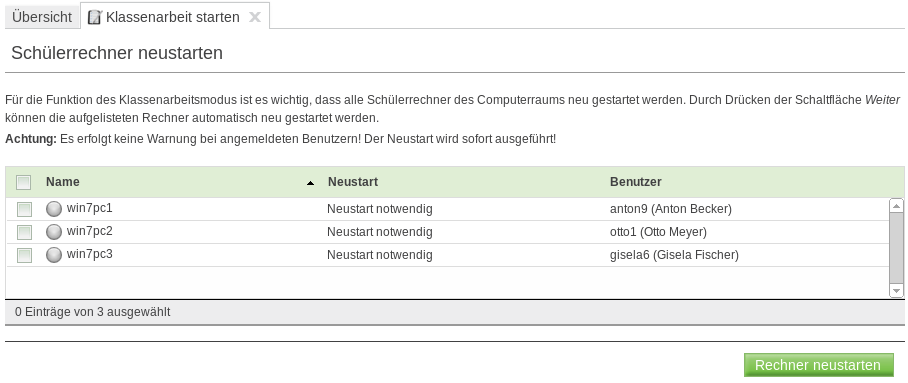 Übersicht
Klassenarbeit starten
Schülerrechner neustarten
Für die Funktion des Klassenarbeitsmodus ist es wichtig, dass alle Schülerrechner des Computerraums neu gestartet werden. Durch Drücken der Schaltfläche Weiter
können die aufgelisteten Rechner automatisch neu gestartet werden.
Achtung: Es erfolgt keine Warnung bei angemeldeten Benutzern! Der Neustart wird sofort ausgeführt!
Name Neustart Benutzer
win7pc1 Neustart notwendig anton9 (Anton Becker)
win7pc2 Neustart notwendig otto1 (Otto Meyer)
win7pc3 Neustart notwendig gisela6 (Gisela Fischer)
0 Einträge von 3 ausgewählt
Rechner neustarten